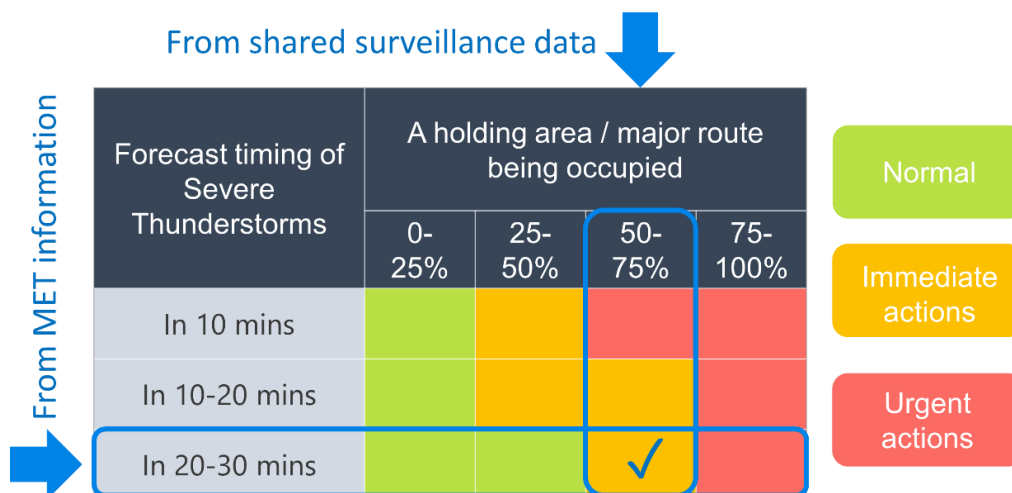 From shared surveillance data
From MET information
Forecast timing of
Severe
Thunderstorms
A holding area / major route
being occupied
0-
25%
25-
50%
50-
75%
75-
100%
In 10 mins
In 10-20 mins
In 20-30 mins
✓
Normal
Immediate
actions
Urgent
actions